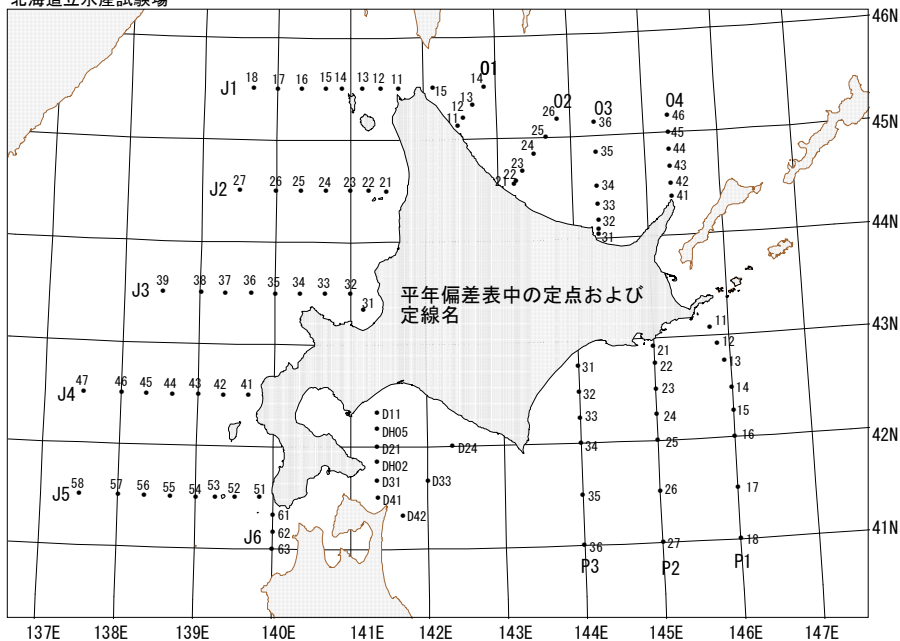 北海道立水産試験場
46N
J1 18 17 16 15 14 13 12 11
15
11 12 13 14 O1
21 22 23 24 25 26 O2
O3 36
35
34
33
32
31
O4
46
45
44
43
42
41
45N
J2 27 26 25 24 23 22 21
44N
J3 39 38 37 36 35 34 33 32 31
平年偏差表中の定点および
定線名
43N
J4 47 46 45 44 43 42 41
D11
DH05
D21
DH02
D31
D41
D24
D33
D42
42N
J5 58 57 56 55 54 53 52 51
J6
61
62
63
31
32
33
34
35
36
P3
21
22
23
24
25
26
27
P2
11
12
13
14
15
16
17
18
P1
41N
137E 138E 139E 140E 141E 142E 143E 144E 145E 146E 147E